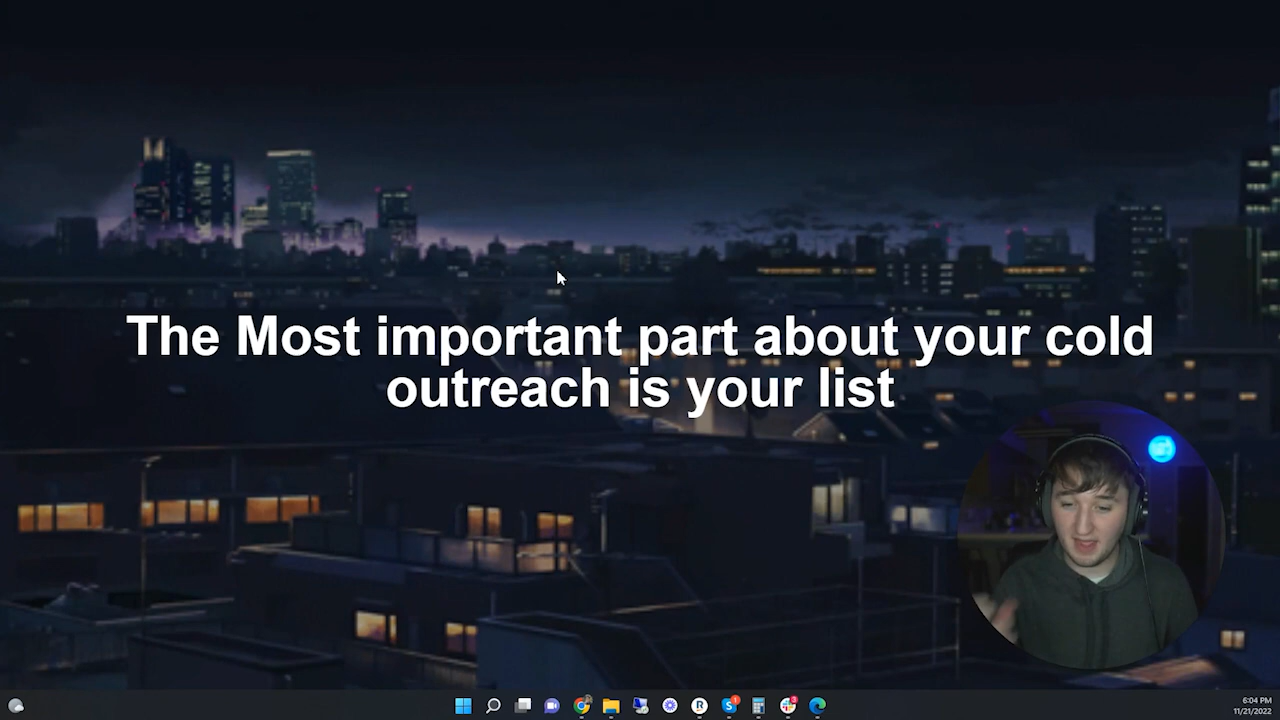 The Most important part about your cold
outreach is your list
6:04 PM
11/21/2022